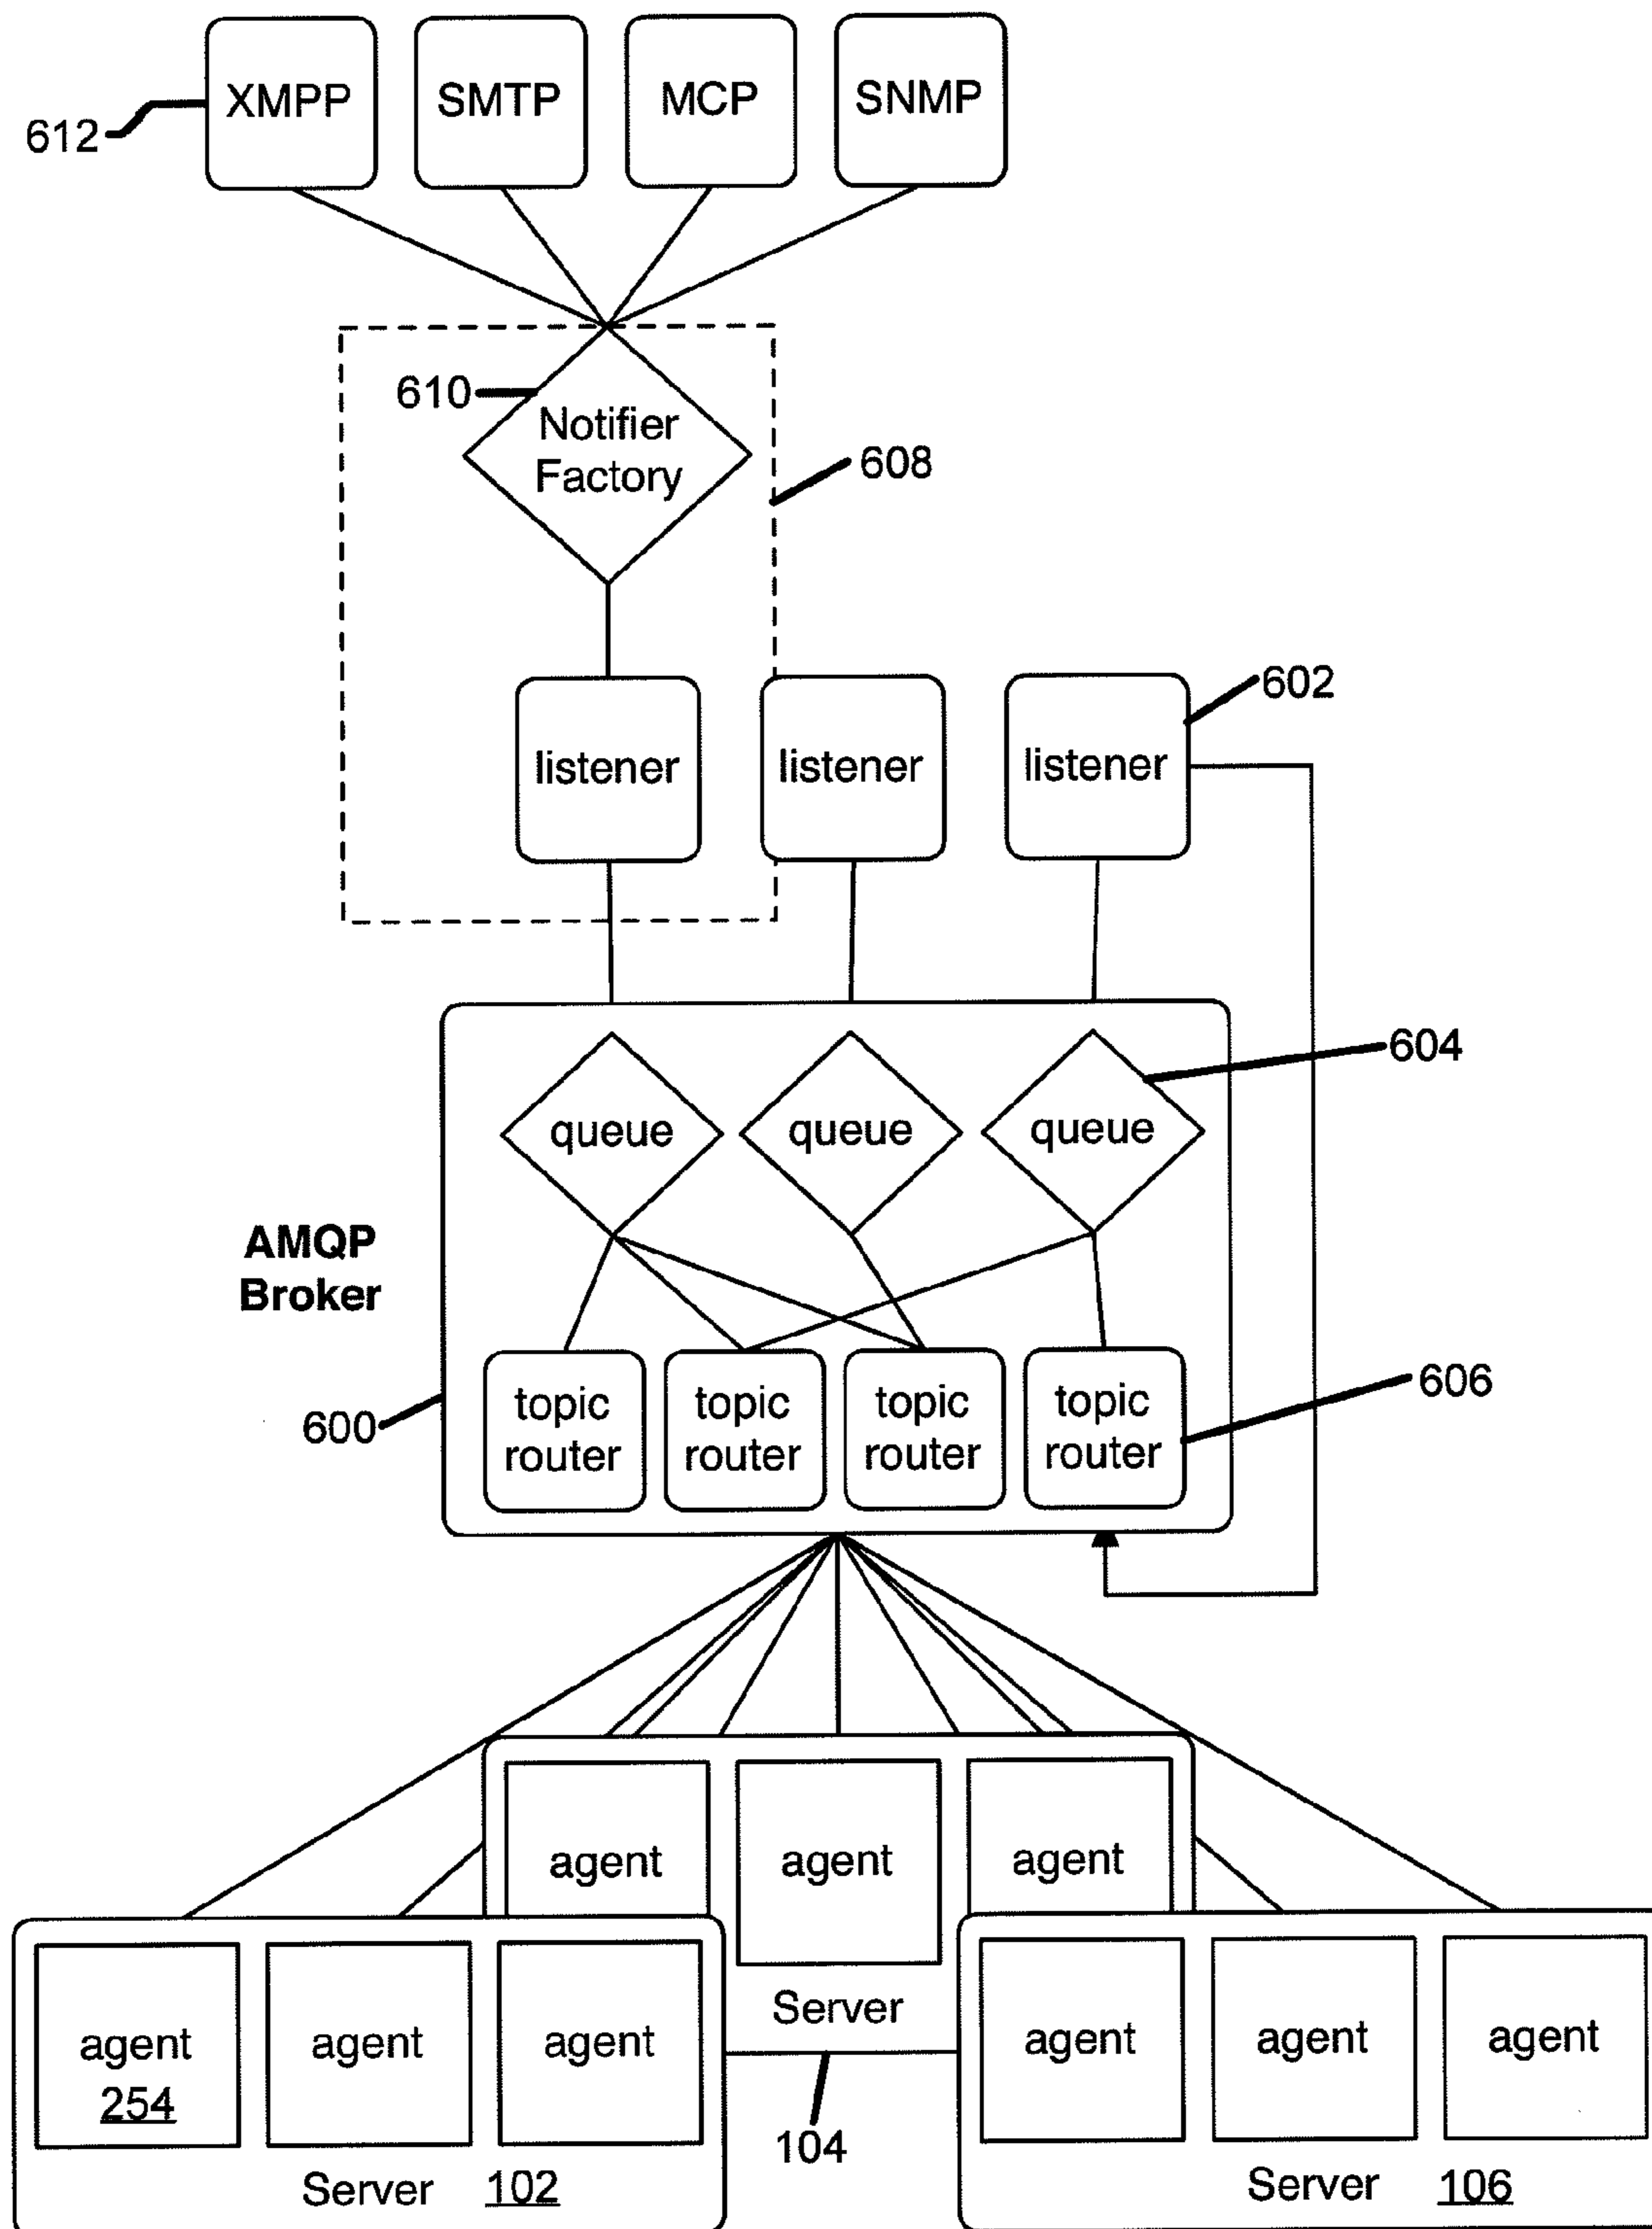 XMPP
SMTP
MCP
SNMP
612
610
Notifier
Factory
608
602
listener
listener
listener
604
queue
queue
queue
AMQP
Broker
606
600
topic
router
topic
router
topic
router
topic
router
agent
agent
agent
Server
104
agent
254
agent
agent
Server 102
agent
agent
agent
Server 106